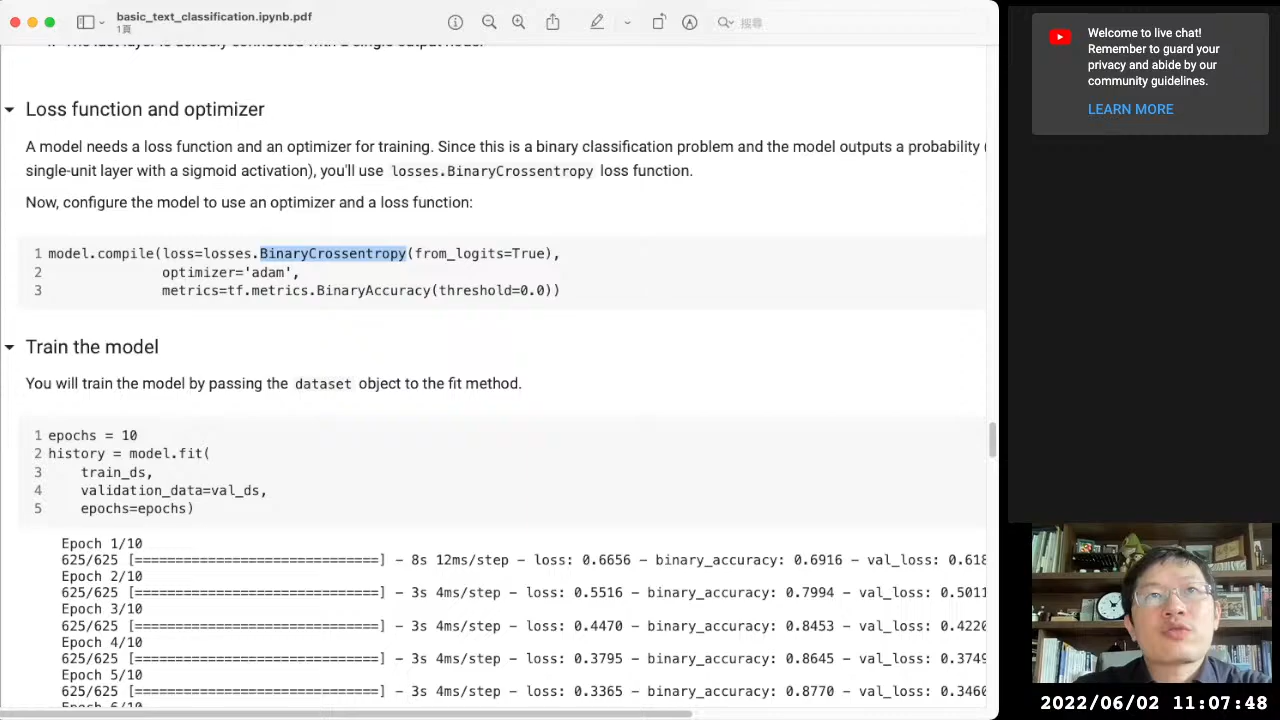 basic_text_classification.ipynb.pdf
1頁
搜尋
Loss function and optimizer
A model needs a loss function and an optimizer for training. Since this is a binary classification problem and the model outputs a probability (
single-unit layer with a sigmoid activation), you'll use losses.BinaryCrossentropy loss function.
Now, configure the model to use an optimizer and a loss function:
1 model.compile(loss=losses.BinaryCrossentropy(from_logits=True),
2 optimizer='adam',
3 metrics=tf.metrics.BinaryAccuracy(threshold=0.0))
Train the model
You will train the model by passing the dataset object to the fit method.
1 epochs = 10
2 history = model.fit(
3 train_ds,
4 validation_data=val_ds,
5 epochs=epochs)
Epoch 1/10
625/625 [==============================] - 8s 12ms/step - loss: 0.6656 - binary_accuracy: 0.6916 - val_loss: 0.618
Epoch 2/10
625/625 [==============================] - 3s 4ms/step - loss: 0.5516 - binary_accuracy: 0.7994 - val_loss: 0.5011
Epoch 3/10
625/625 [==============================] - 3s 4ms/step - loss: 0.4470 - binary_accuracy: 0.8453 - val_loss: 0.4220
Epoch 4/10
625/625 [==============================] - 3s 4ms/step - loss: 0.3795 - binary_accuracy: 0.8645 - val_loss: 0.3749
Epoch 5/10
625/625 [==============================] - 3s 4ms/step - loss: 0.3365 - binary_accuracy: 0.8770 - val_loss: 0.3460
Welcome to live chat!
Remember to guard your
privacy and abide by our
community guidelines.
LEARN MORE
2022/06/02 11:07:48